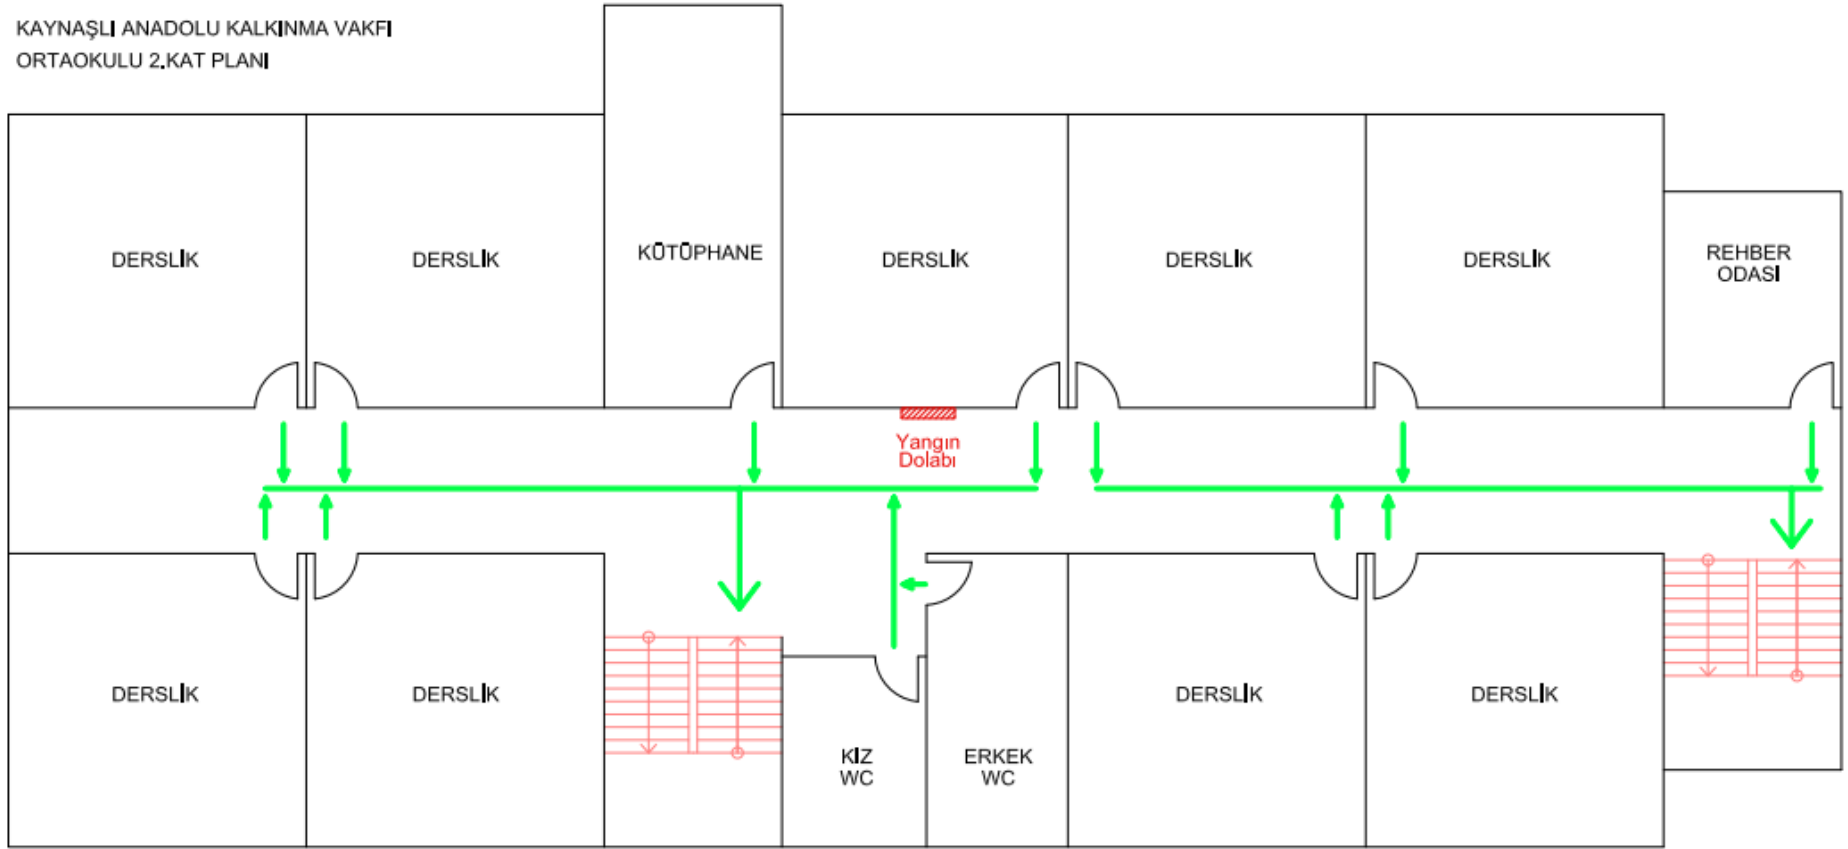 KAYNAŞLI ANADOLU KALKINMA VAKFI
ORTAOKULU 2.KAT PLANI
DERSLİK
DERSLİK
KÜTÜPHANE
DERSLİK
DERSLİK
DERSLİK
REHBER
ODASI
Yangın
Dolabı
DERSLİK
DERSLİK
KIZ
WC
ERKEK
WC
DERSLİK
DERSLİK